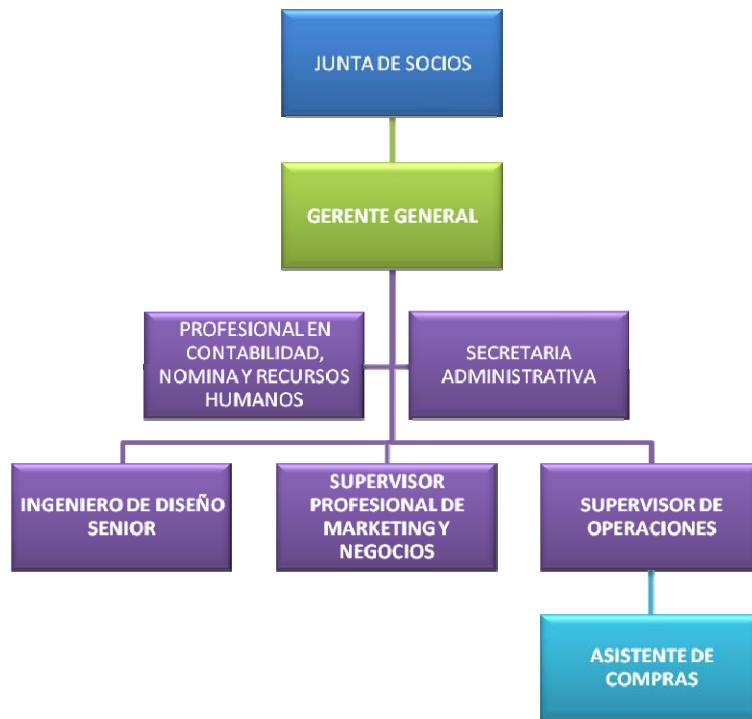 JUNTA DE SOCIOS
GERENTE GENERAL
PROFESIONAL EN
CONTABILIDAD,
NOMINA Y RECURSOS
HUMANOS
SECRETARIA
ADMINISTRATIVA
INGENIERO DE DISEÑO
SENIOR
SUPERVISOR
PROFESIONAL DE
MARKETING Y
NEGOCIOS
SUPERVISOR DE
OPERACIONES
ASISTENTE DE
COMPRAS